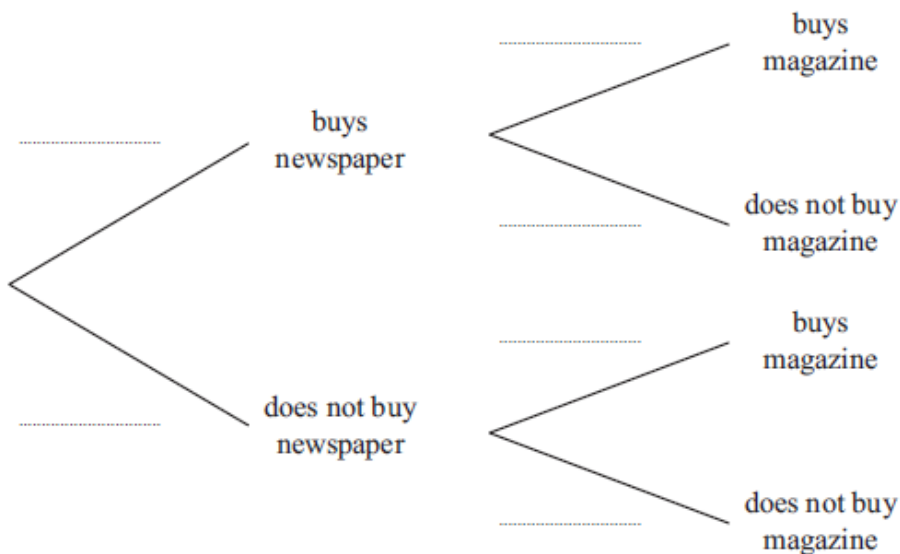 buys
magazine
buys
newspaper
does not buy
magazine
buys
magazine
does not buy
newspaper
does not buy
magazine